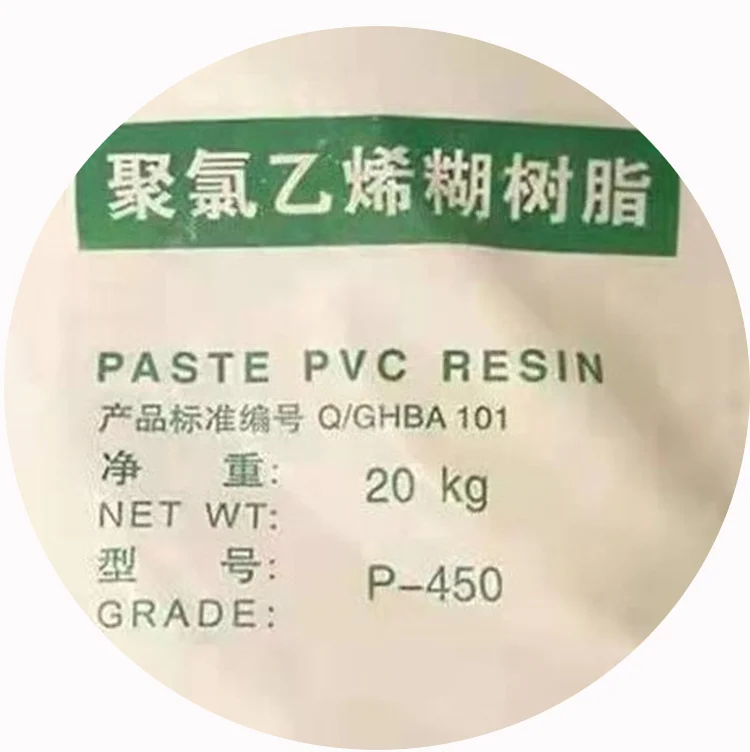 聚氯乙烯糊树脂
PASTE PVC RESIN
产品标准编号 Q/GHBA 101
净 重: 20 kg
NET WT:
型 号: P-450
GRADE: